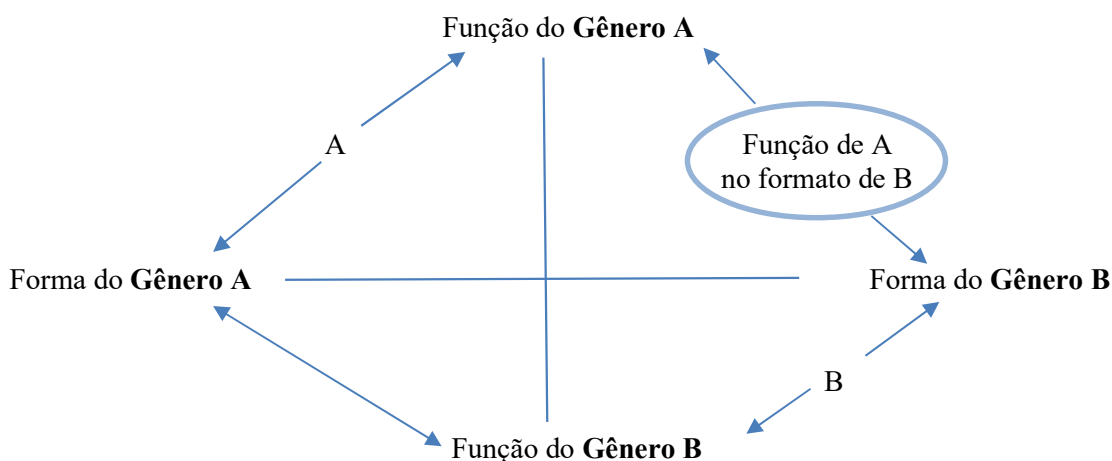 Função do Gênero A
A
Função de A
no formato de B
Forma do Gênero A
Forma do Gênero B
B
Função do Gênero B